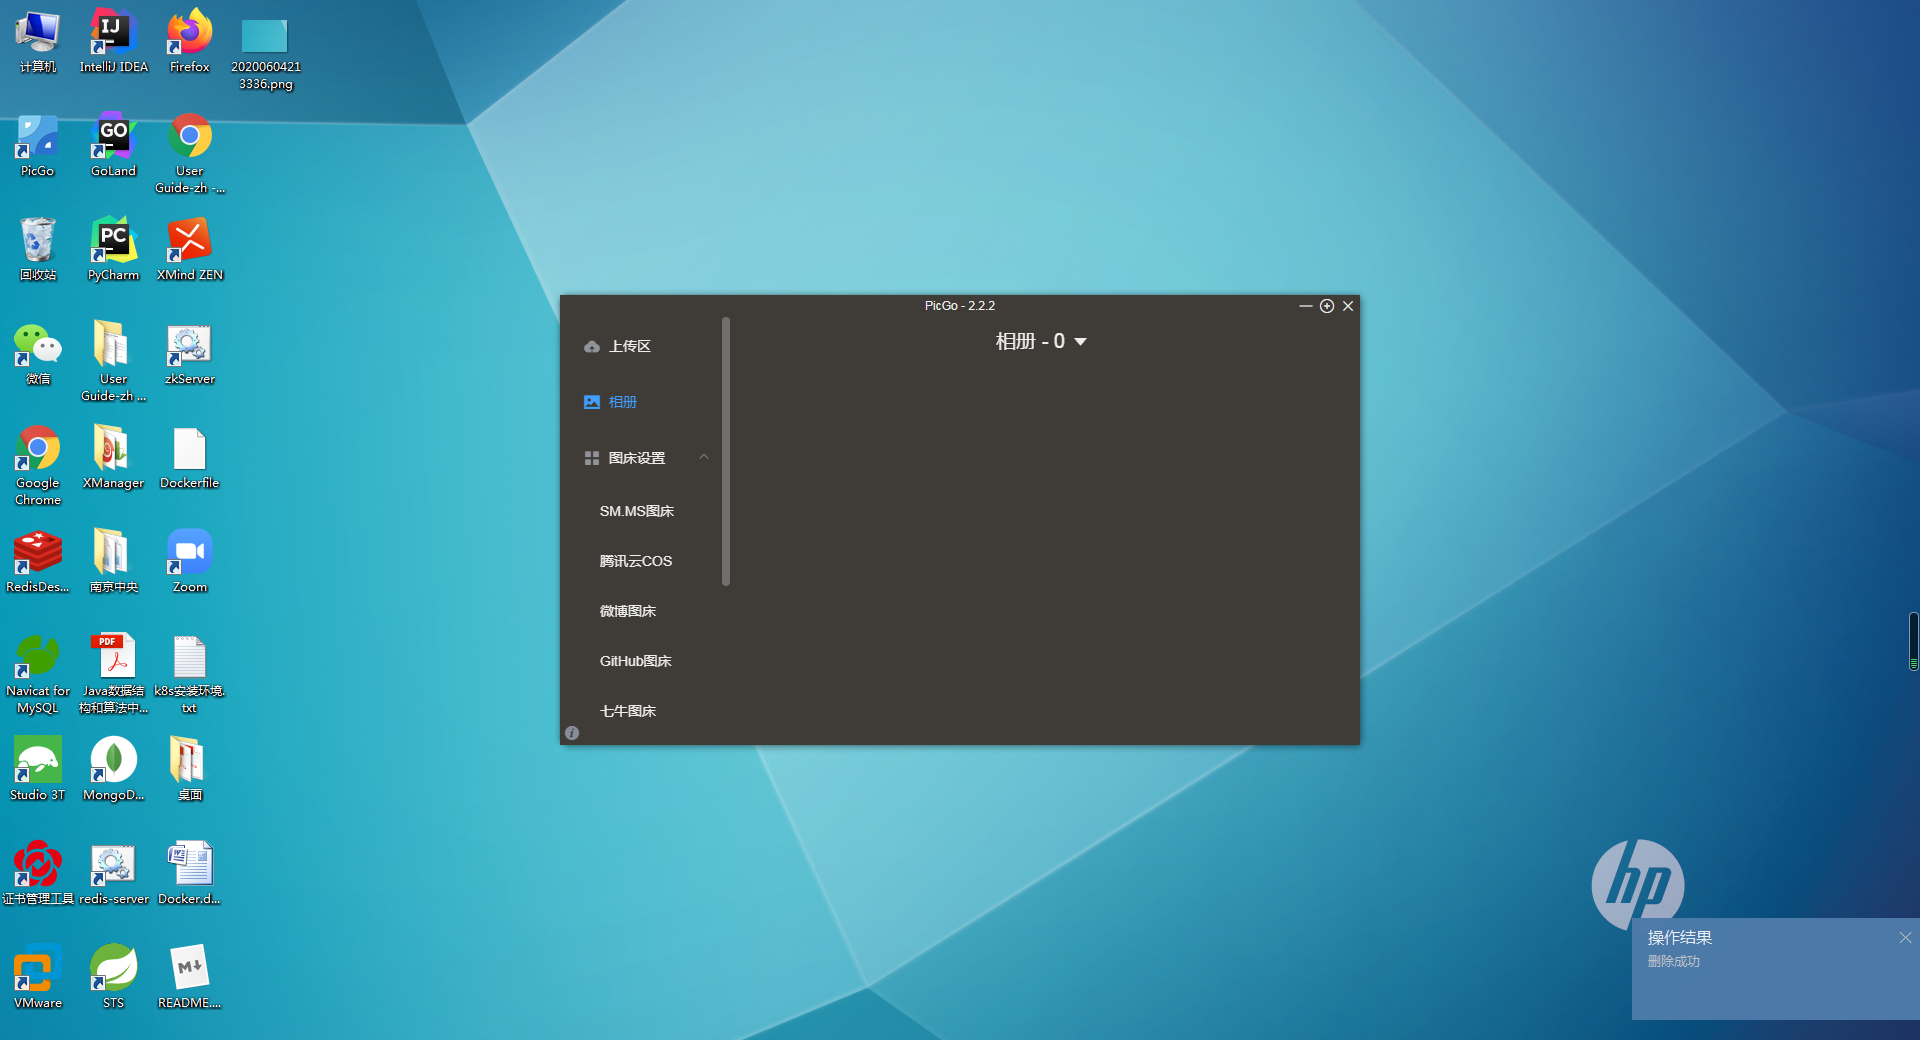 计算机
IntelliJ IDEA
Firefox
2020060421
3336.png
PicGo
GoLand
User
Guide-zh -...
回收站
PyCharm
XMind ZEN
微信
User
Guide-zh ...
zkServer
Google
Chrome
XManager
Dockerfile
RedisDes...
南京中央
Zoom
Navicat for
MySQL
Java数据结
构和算法中...
k8s安装环境.
txt
Studio 3T
MongoD...
桌面
证书管理工具
redis-server
Docker.d...
VMware
STS
README....
IJ
GO
PC
PDF
M
PicGo - 2.2.2
上传区
相册
图床设置
SM.MS图床
腾讯云COS
微博图床
GitHub图床
七牛图床
相册 - 0
hp
操作结果
删除成功